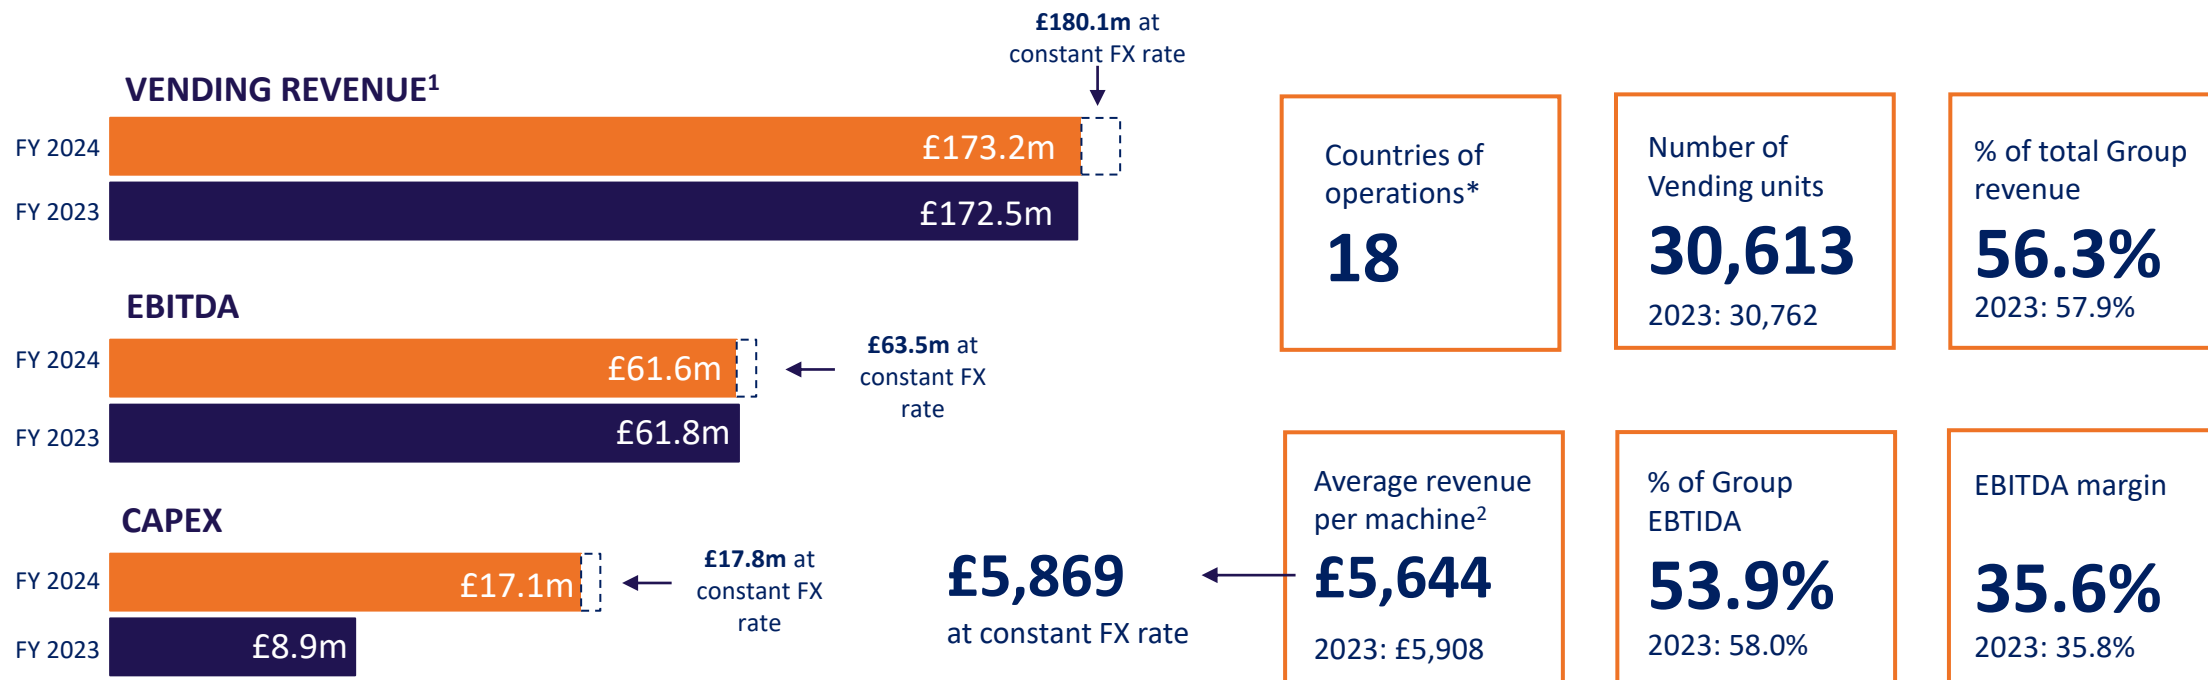 £180.1m at
constant FX rate
VENDING REVENUE¹
FY 2024
£173.2m
FY 2023
£172.5m
EBITDA
FY 2024
£61.6m
£63.5m at
constant FX
rate
FY 2023
£61.8m
CAPEX
FY 2024
£17.1m
£17.8m at
constant FX
rate
FY 2023
£8.9m
Countries of
operations*
18
Number of
Vending units
30,613
2023: 30,762
% of total Group
revenue
56.3%
2023: 57.9%
£5,869
at constant FX rate
Average revenue
per machine²
£5,644
2023: £5,908
% of Group
EBTIDA
53.9%
2023: 58.0%
EBITDA margin
35.6%
2023: 35.8%